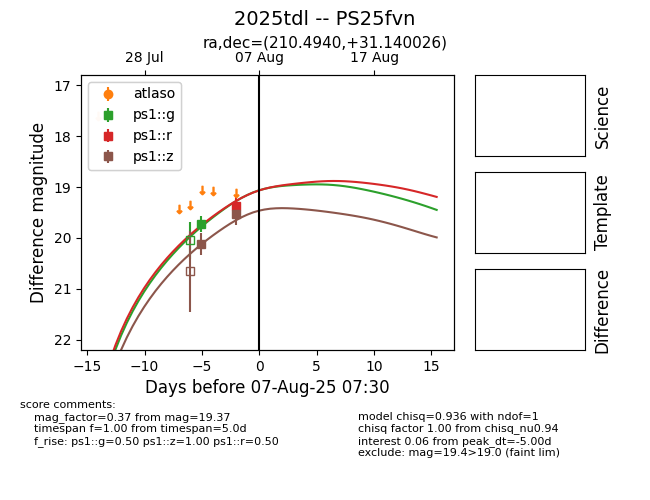 2025tdl -- PS25fvn
ra,dec=(210.4940,+31.140026)
28 Jul
07 Aug
17 Aug
atlaso
ps1::g
ps1::r
ps1::z
17
18
19
20
21
22
Difference magnitude
−15
−10
−5
0
5
10
15
Days before 07-Aug-25 07:30
Science
Template
Difference
score comments:
mag_factor=0.37 from mag=19.37
timespan f=1.00 from timespan=5.0d
f_rise: ps1::g=0.50 ps1::z=1.00 ps1::r=0.50
model chisq=0.936 with ndof=1
chisq factor 1.00 from chisq_nu0.94
interest 0.06 from peak_dt=-5.00d
exclude: mag=19.4>19.0 (faint lim)